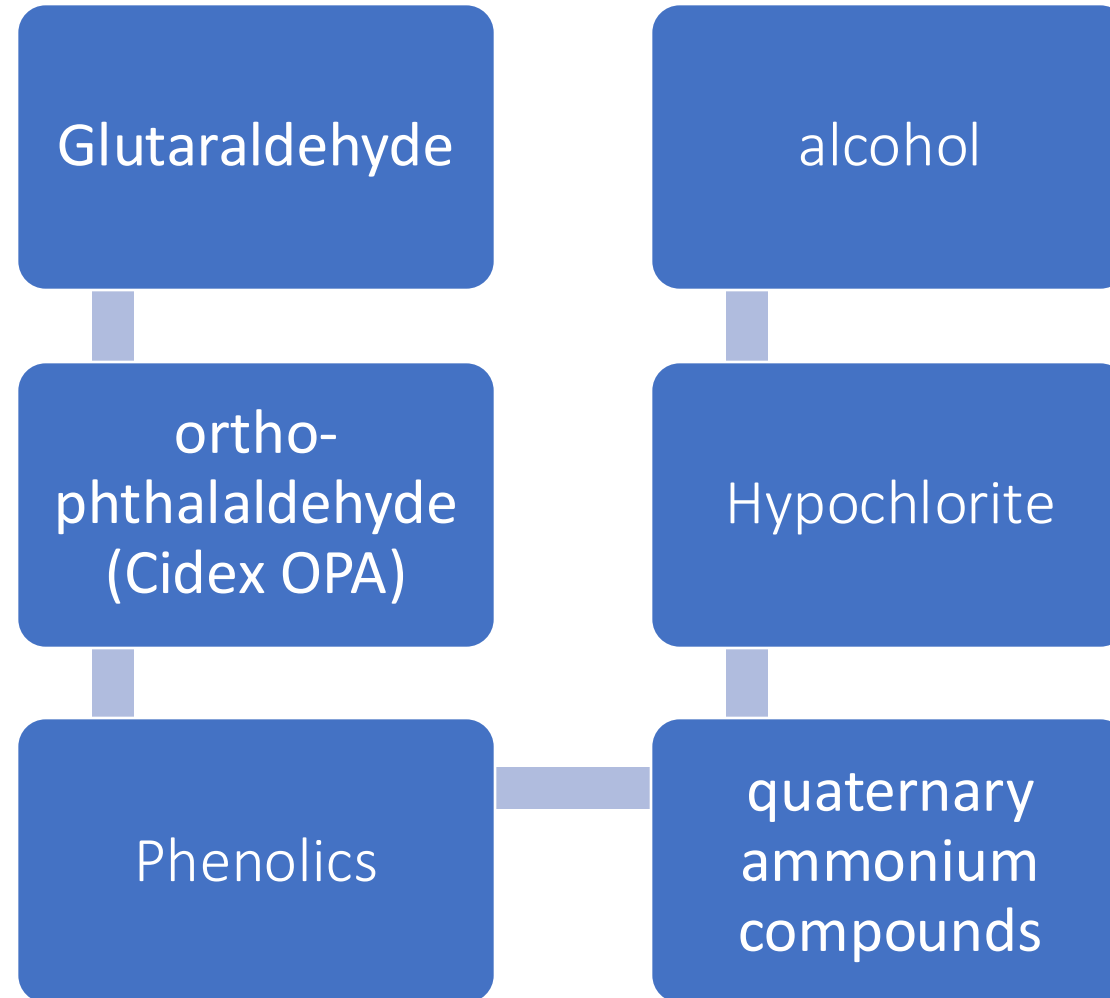 Glutaraldehyde
ortho-
phthalaldehyde
(Cidex OPA)
Phenolics
quaternary
ammonium
compounds
Hypochlorite
alcohol